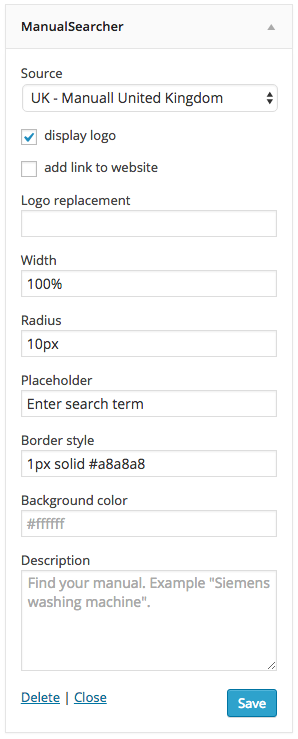 ManualSearcher
Source
UK - Manuall United Kingdom
display logo
add link to website
Logo replacement
Width
100%
Radius
10px
Placeholder
Enter search term
Border style
1px solid #a8a8a8
Background color
#ffffff
Description
Find your manual. Example "Siemens
washing machine".
Delete | Close
Save